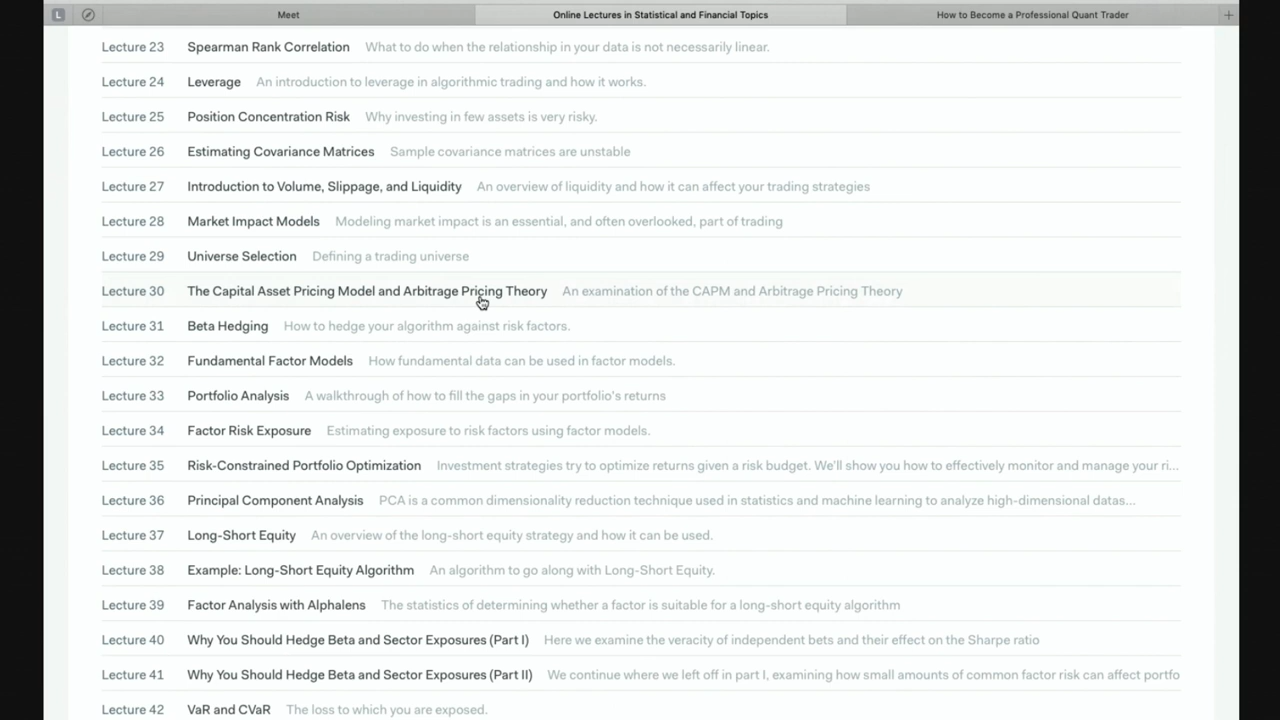 L Meet Online Lectures in Statistical and Financial Topics How to Become a Professional Quant Trader +
Lecture 23 Spearman Rank Correlation What to do when the relationship in your data is not necessarily linear.
Lecture 24 Leverage An introduction to leverage in algorithmic trading and how it works.
Lecture 25 Position Concentration Risk Why investing in few assets is very risky.
Lecture 26 Estimating Covariance Matrices Sample covariance matrices are unstable
Lecture 27 Introduction to Volume, Slippage, and Liquidity An overview of liquidity and how it can affect your trading strategies
Lecture 28 Market Impact Models Modeling market impact is an essential, and often overlooked, part of trading
Lecture 29 Universe Selection Defining a trading universe
Lecture 30 The Capital Asset Pricing Model and Arbitrage Pricing Theory An examination of the CAPM and Arbitrage Pricing Theory
Lecture 31 Beta Hedging How to hedge your algorithm against risk factors.
Lecture 32 Fundamental Factor Models How fundamental data can be used in factor models.
Lecture 33 Portfolio Analysis A walkthrough of how to fill the gaps in your portfolio's returns
Lecture 34 Factor Risk Exposure Estimating exposure to risk factors using factor models.
Lecture 35 Risk-Constrained Portfolio Optimization Investment strategies try to optimize returns given a risk budget. We'll show you how to effectively monitor and manage your ri...
Lecture 36 Principal Component Analysis PCA is a common dimensionality reduction technique used in statistics and machine learning to analyze high-dimensional datas...
Lecture 37 Long-Short Equity An overview of the long-short equity strategy and how it can be used.
Lecture 38 Example: Long-Short Equity Algorithm An algorithm to go along with Long-Short Equity.
Lecture 39 Factor Analysis with Alphalens The statistics of determining whether a factor is suitable for a long-short equity algorithm
Lecture 40 Why You Should Hedge Beta and Sector Exposures (Part I) Here we examine the veracity of independent bets and their effect on the Sharpe ratio
Lecture 41 Why You Should Hedge Beta and Sector Exposures (Part II) We continue where we left off in part I, examining how small amounts of common factor risk can affect portfo
Lecture 42 VaR and CVaR The loss to which you are exposed.